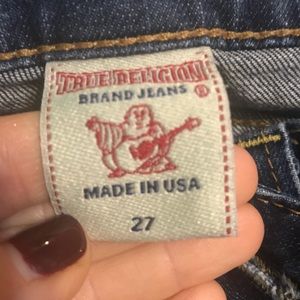 TRUE RELIGION
BRAND JEANS ®
MADE IN USA
27